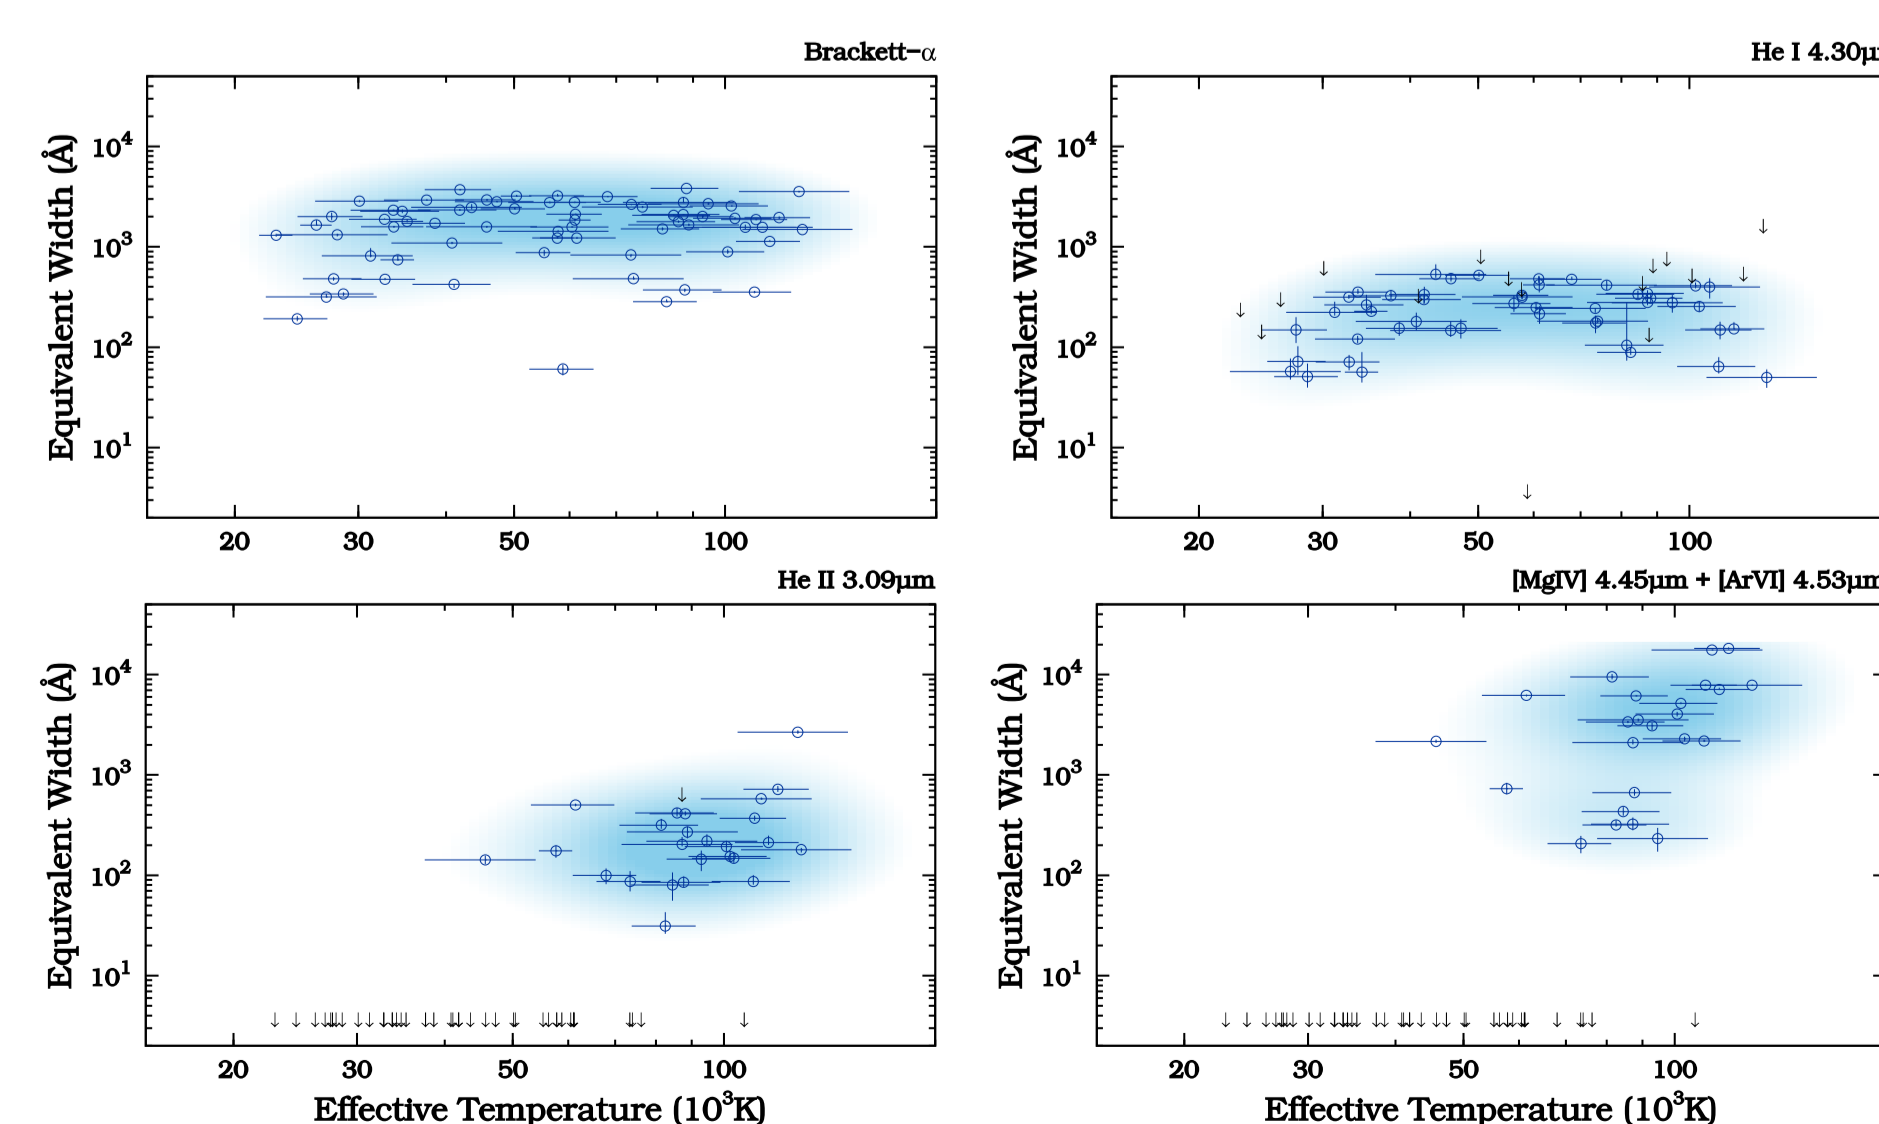 Brackett-α
Equivalent Width (Å)
10⁴
10³
10²
10¹
20 30 50 100
He I 4.30µ
Equivalent Width (Å)
10⁴
10³
10²
10¹
20 30 50 100
He II 3.09µm
Equivalent Width (Å)
10⁴
10³
10²
10¹
20 30 50 100
Effective Temperature (10³K)
[MgIV] 4.45µm + [ArVI] 4.53µm
Equivalent Width (Å)
10⁴
10³
10²
10¹
20 30 50 100
Effective Temperature (10³K)